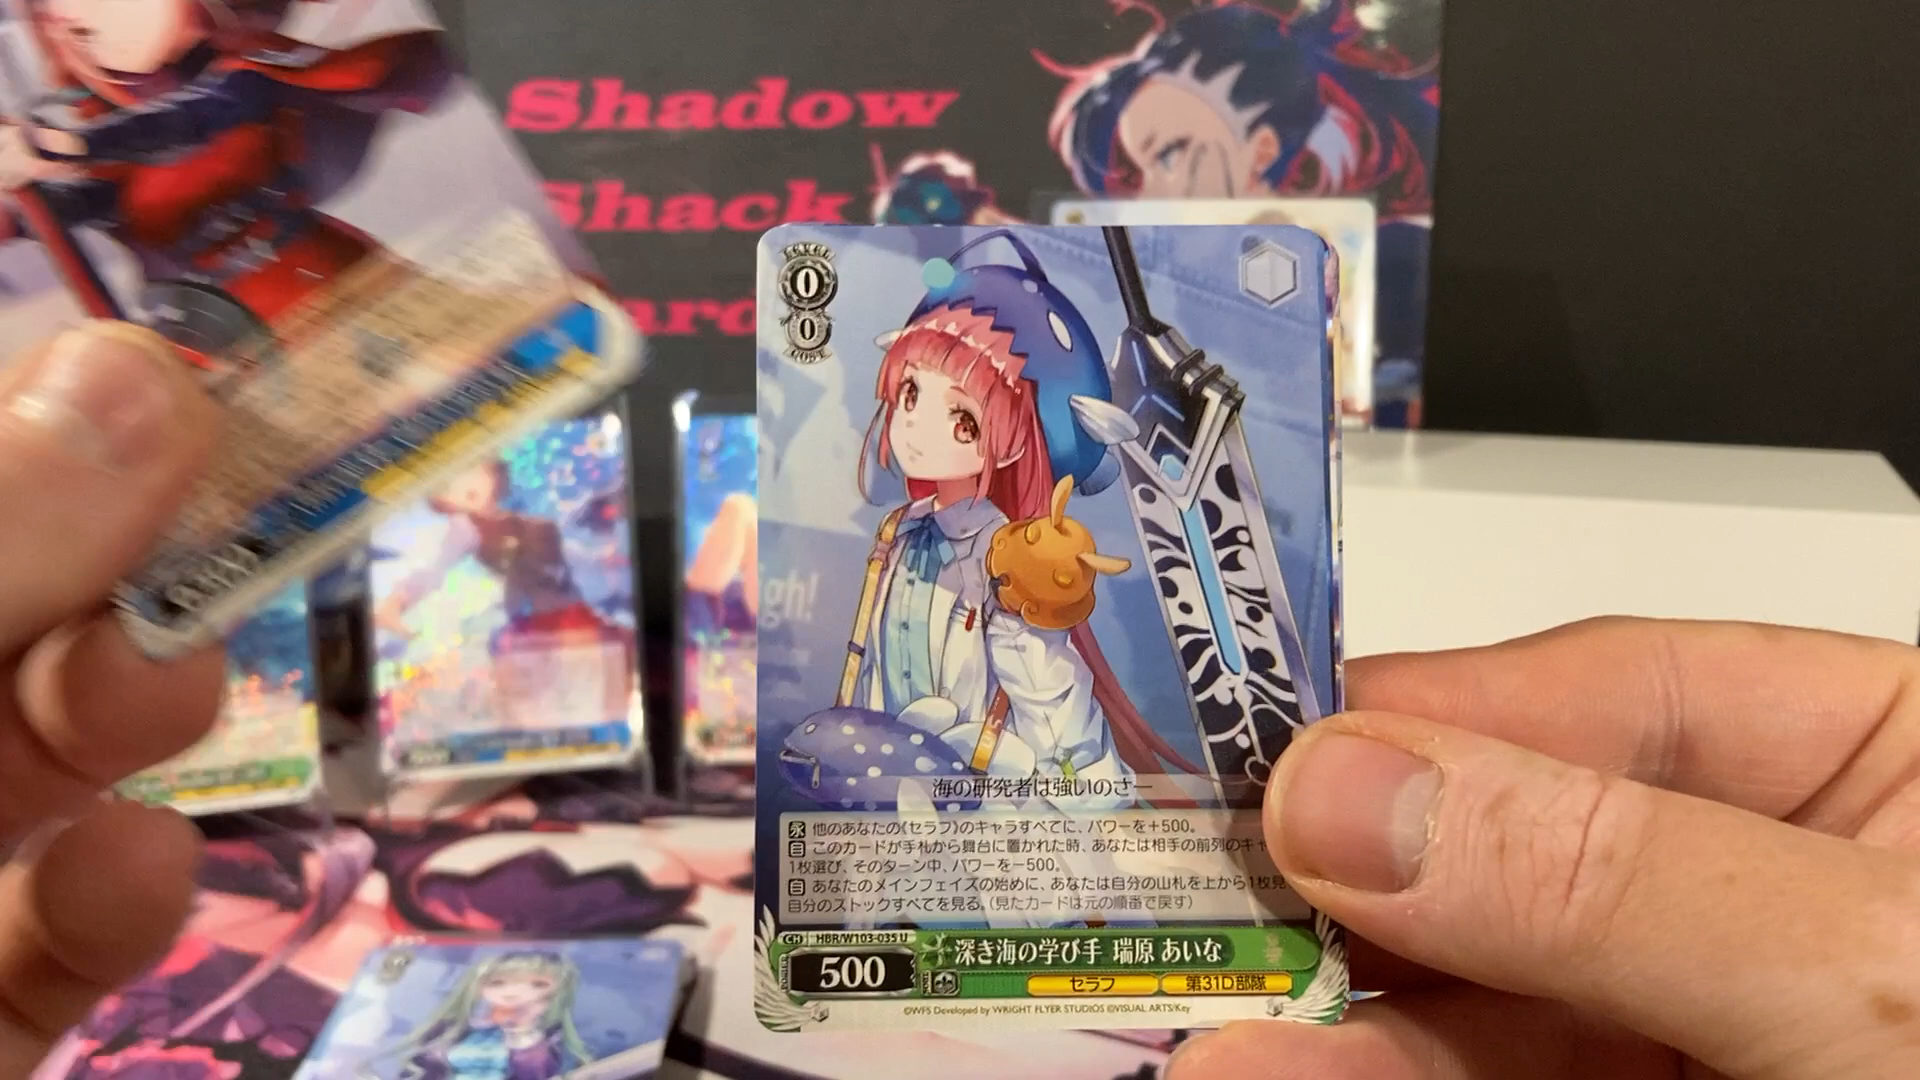 Shadow
Shack
LEVEL
0
0
COST
igh!
海の研究者は強いのさー
永 他のあなたの《セラフ》のキャラすべてに、パワーを+500。
自 このカードが手札から舞台に置かれた時、あなたは相手の前列のキャ
1枚選び、そのターン中、パワーを-500。
自 あなたのメインフェイズの始めに、あなたは自分の山札を上から1枚見
自分のストックすべてを見る。(見たカードは元の順番で戻す)
CH HBR/W103-035 U
深き海の学び手 瑞原 あいな
500
セラフ 第31D部隊
©WFS Developed by WRIGHT FLYER STUDIOS ©VISUAL ARTS/Key